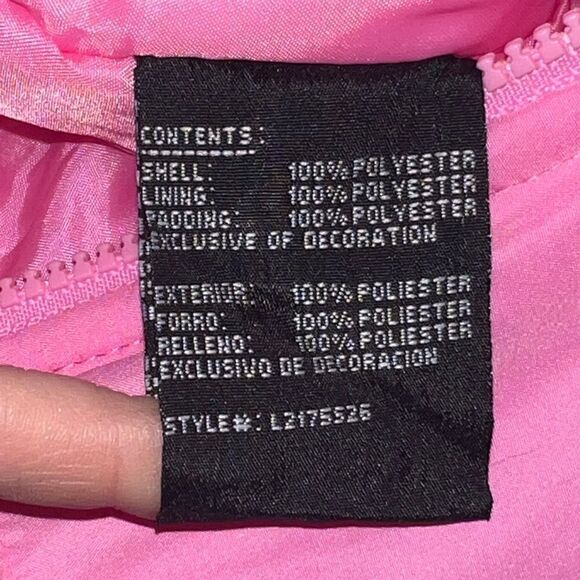 CONTENTS:
SHELL: 100% POLYESTER
LINING: 100% POLYESTER
PADDING: 100% POLYESTER
EXCLUSIVE OF DECORATION
EXTERIOR: 100% POLIESTER
FORRO: 100% POLIESTER
RELLENO: 100% POLIESTER
EXCLUSIVO DE DECORACION
STYLE#: L2175526